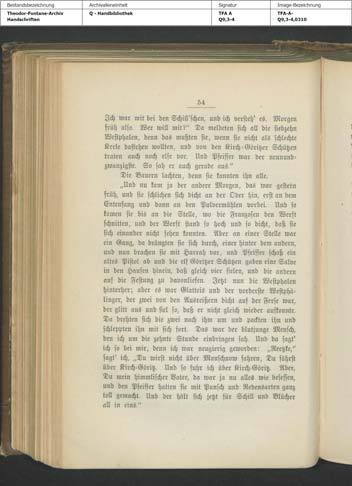 Bestandsbezeichnung
Theodor-Fontane-Archiv
Handschriften
Archivalieneinheit
Q - Handbibliothek
Signatur
TFA A
Q9,3-4
Image-Bezeichnung
TFA-A-
Q9,3-4,0310
54
Ich war mit bei den Schill'schen, und ich versteh' es. Morgen
früh also. Wer will mit?“ Da meldeten sich all die siebzehn
Westphalen, denn das mußten sie, wenn sie nicht als schlechte
Kerle dastehen wollten, und von den Kirch-Göritzer Schützen
traten auch noch elfe vor. Und Pfeiffer war der neunund-
zwanzigste. So sah er auch gerade aus.“
Die Bauern lachten, denn sie kannten ihn alle.
„Und nu kam ja der andere Morgen, das war gestern
früh, und sie schlichen sich dicht an der Oder hin, erst an dem
Entenfang und dann an den Pulvermühlen vorbei. Und so
kamen sie bis an die Stelle, wo die Franzosen den Werft
schnitten, und der Werft stand so hoch und so dicht, daß sie
sich einander nicht sehen konnten. Aber an einer Stelle war
ein Gang, da drängten sie sich durch, einer hinter dem andern,
und nun brachen sie mit Hurrah vor, und Pfeiffer schoß ein
altes Pistol ab und die elf Göritzer Schützen gaben eine Salve
in den Haufen hinein, daß gleich vier fielen, und die andern
auf die Festung zu davonliefen. Jetzt nun die Westphalen
hinterher; aber es war Glatteis und der vorderste Westphä-
linger, der zwei von den Ausreißern dicht auf der Ferse war,
der glitt aus und fiel so, daß er nicht gleich wieder aufkonnte.
Da drehten sich die zwei nach ihm um und packten ihn und
schleppten ihn mit sich fort. Das war der blutjunge Mensch,
den ich um die zehnte Stunde einbringen sah. Und da sagt'
ich so bei mir, denn ich war neugierig geworden: „Reetzke,“
sagt' ich, „Du wirst nicht über Manschnow fahren, Du fährst
über Kirch-Göritz. Und so fuhr ich über Kirch-Göritz. Aber,
Du mein himmlischer Vater, da war ja nu alles wie besessen,
und den Pfeiffer hatten sie mit Punsch und Redensarten ganz
toll gemacht. Und der hält sich jetzt für Schill und Blücher
all in eins.“